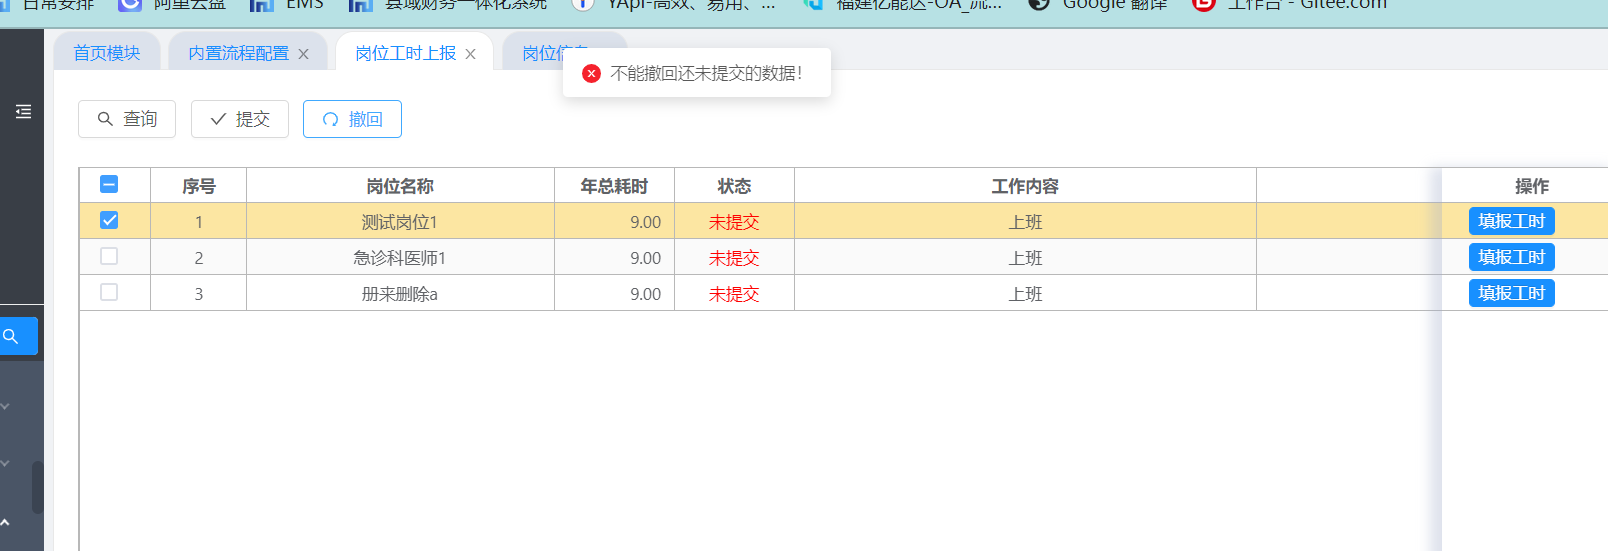 日常安排 阿里云盘 EMS 县域财务一体化系统 YApi-高效、易用、... 福建亿能达-OA_流... Google 翻译 工作台 - Gitee.com
首页模块 内置流程配置 岗位工时上报 岗位信息
不能撤回还未提交的数据!
查询 提交 撤回
序号 岗位名称 年总耗时 状态 工作内容 操作
1 测试岗位1 9.00 未提交 上班 填报工时
2 急诊科医师1 9.00 未提交 上班 填报工时
3 册来删除a 9.00 未提交 上班 填报工时